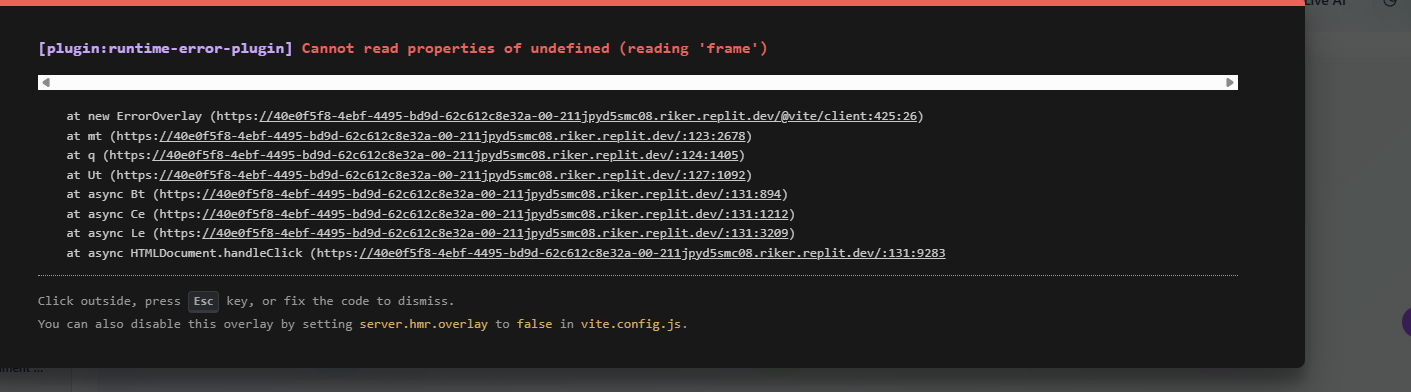 Live AI
[plugin:runtime-error-plugin] Cannot read properties of undefined (reading 'frame')
at new ErrorOverlay (https://40e0f5f8-4ebf-4495-bd9d-62c612c8e32a-00-211jpyd5smc08.riker.replit.dev/@vite/client:425:26)
at mt (https://40e0f5f8-4ebf-4495-bd9d-62c612c8e32a-00-211jpyd5smc08.riker.replit.dev/:123:2678)
at q (https://40e0f5f8-4ebf-4495-bd9d-62c612c8e32a-00-211jpyd5smc08.riker.replit.dev/:124:1405)
at Ut (https://40e0f5f8-4ebf-4495-bd9d-62c612c8e32a-00-211jpyd5smc08.riker.replit.dev/:127:1092)
at async Bt (https://40e0f5f8-4ebf-4495-bd9d-62c612c8e32a-00-211jpyd5smc08.riker.replit.dev/:131:894)
at async Ce (https://40e0f5f8-4ebf-4495-bd9d-62c612c8e32a-00-211jpyd5smc08.riker.replit.dev/:131:1212)
at async Le (https://40e0f5f8-4ebf-4495-bd9d-62c612c8e32a-00-211jpyd5smc08.riker.replit.dev/:131:3209)
at async HTMLDocument.handleClick (https://40e0f5f8-4ebf-4495-bd9d-62c612c8e32a-00-211jpyd5smc08.riker.replit.dev/:131:9283
Click outside, press Esc key, or fix the code to dismiss.
You can also disable this overlay by setting server.hmr.overlay to false in vite.config.js.